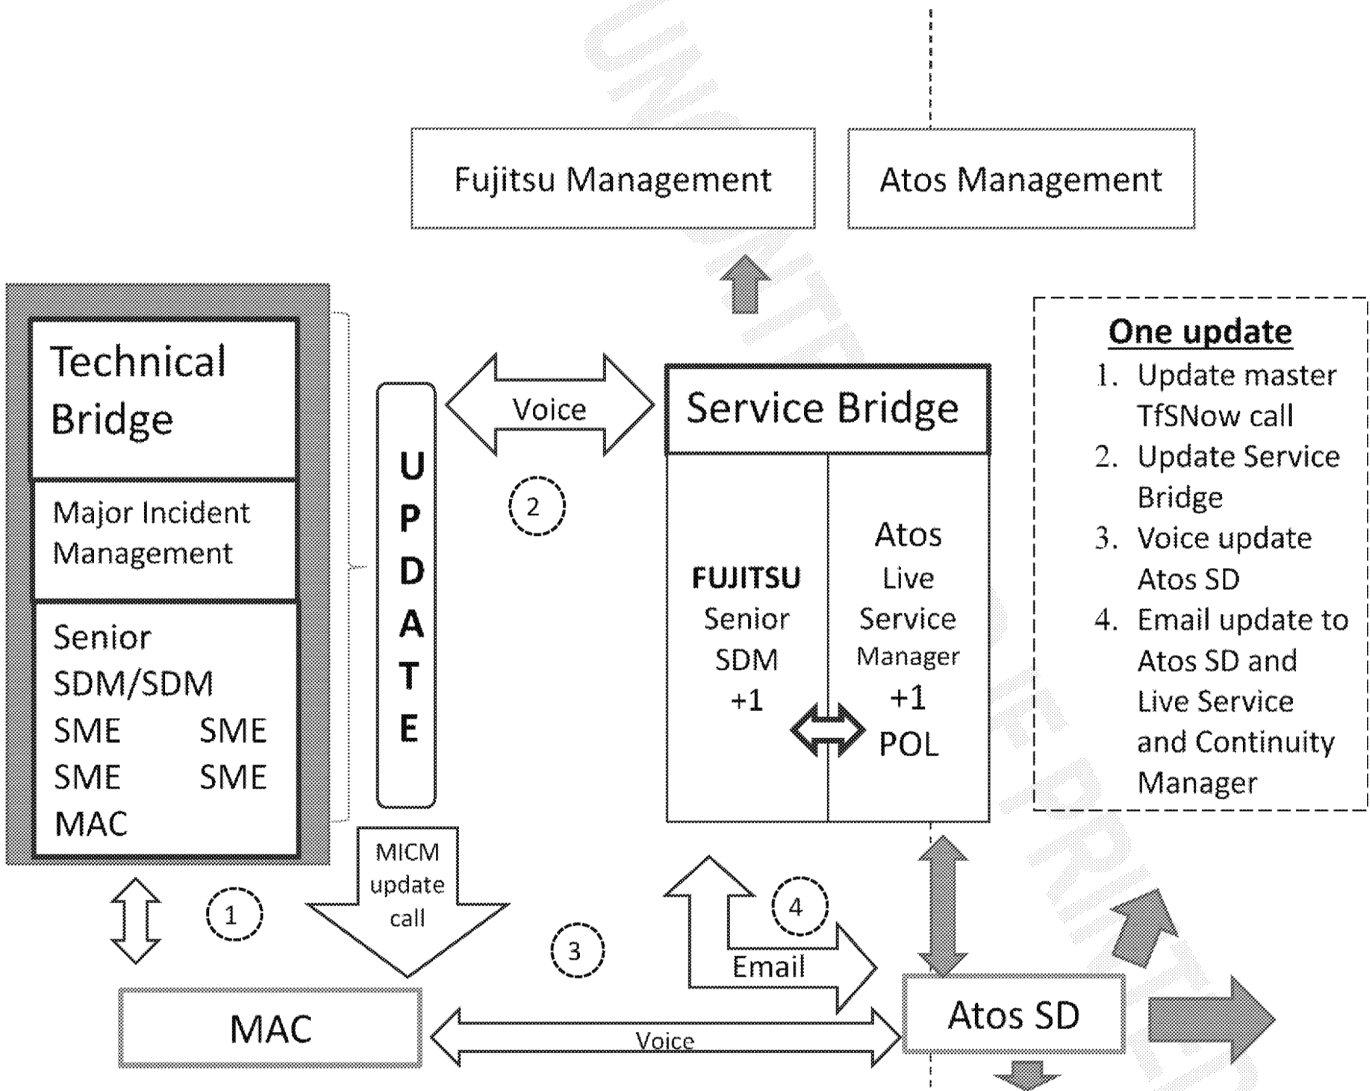 Fujitsu Management
Atos Management
Technical
Bridge
Major Incident
Management
Senior
SDM/SDM
SME SME
SME SME
MAC
U
P
D
A
T
E
Voice
2
Service Bridge
FUJITSU
Senior
SDM
+1
Atos
Live
Service
Manager
+1
POL
One update
1. Update master
TfSNow call
2. Update Service
Bridge
3. Voice update
Atos SD
4. Email update to
Atos SD and
Live Service
and Continuity
Manager
1
MICM
update
call
3
4
Email
MAC
Voice
Atos SD